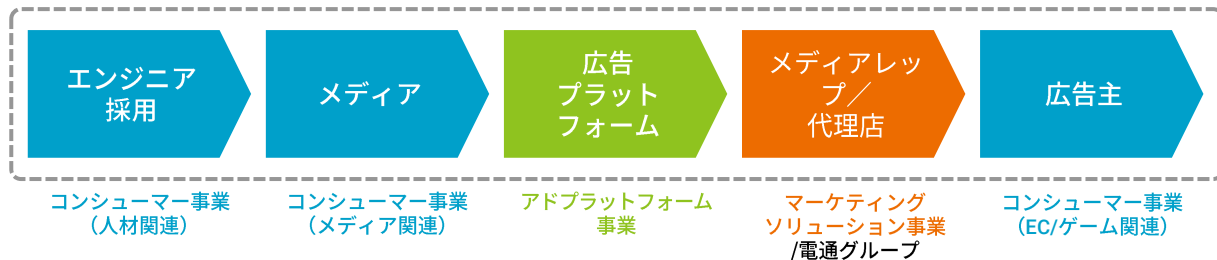 エンジニア
採用
メディア
広告
プラット
フォーム
メディアレッ
プ／
代理店
広告主
コンシューマー事業
（人材関連）
コンシューマー事業
（メディア関連）
アドプラットフォーム
事業
マーケティング
ソリューション事業
/電通グループ
コンシューマー事業
（EC/ゲーム関連）